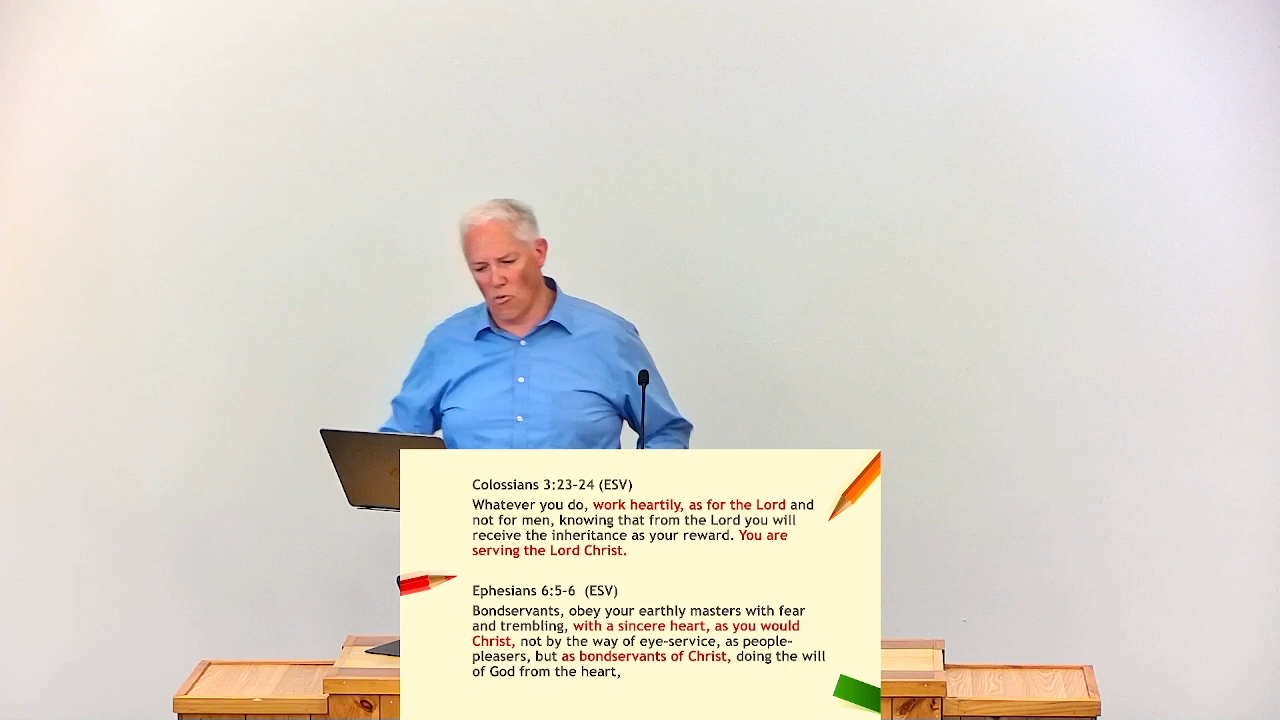 Colossians 3:23-24 (ESV)
Whatever you do, work heartily, as for the Lord and
not for men, knowing that from the Lord you will
receive the inheritance as your reward. You are
serving the Lord Christ.
Ephesians 6:5-6 (ESV)
Bondservants, obey your earthly masters with fear
and trembling, with a sincere heart, as you would
Christ, not by the way of eye-service, as people-
pleasers, but as bondservants of Christ, doing the will
of God from the heart,